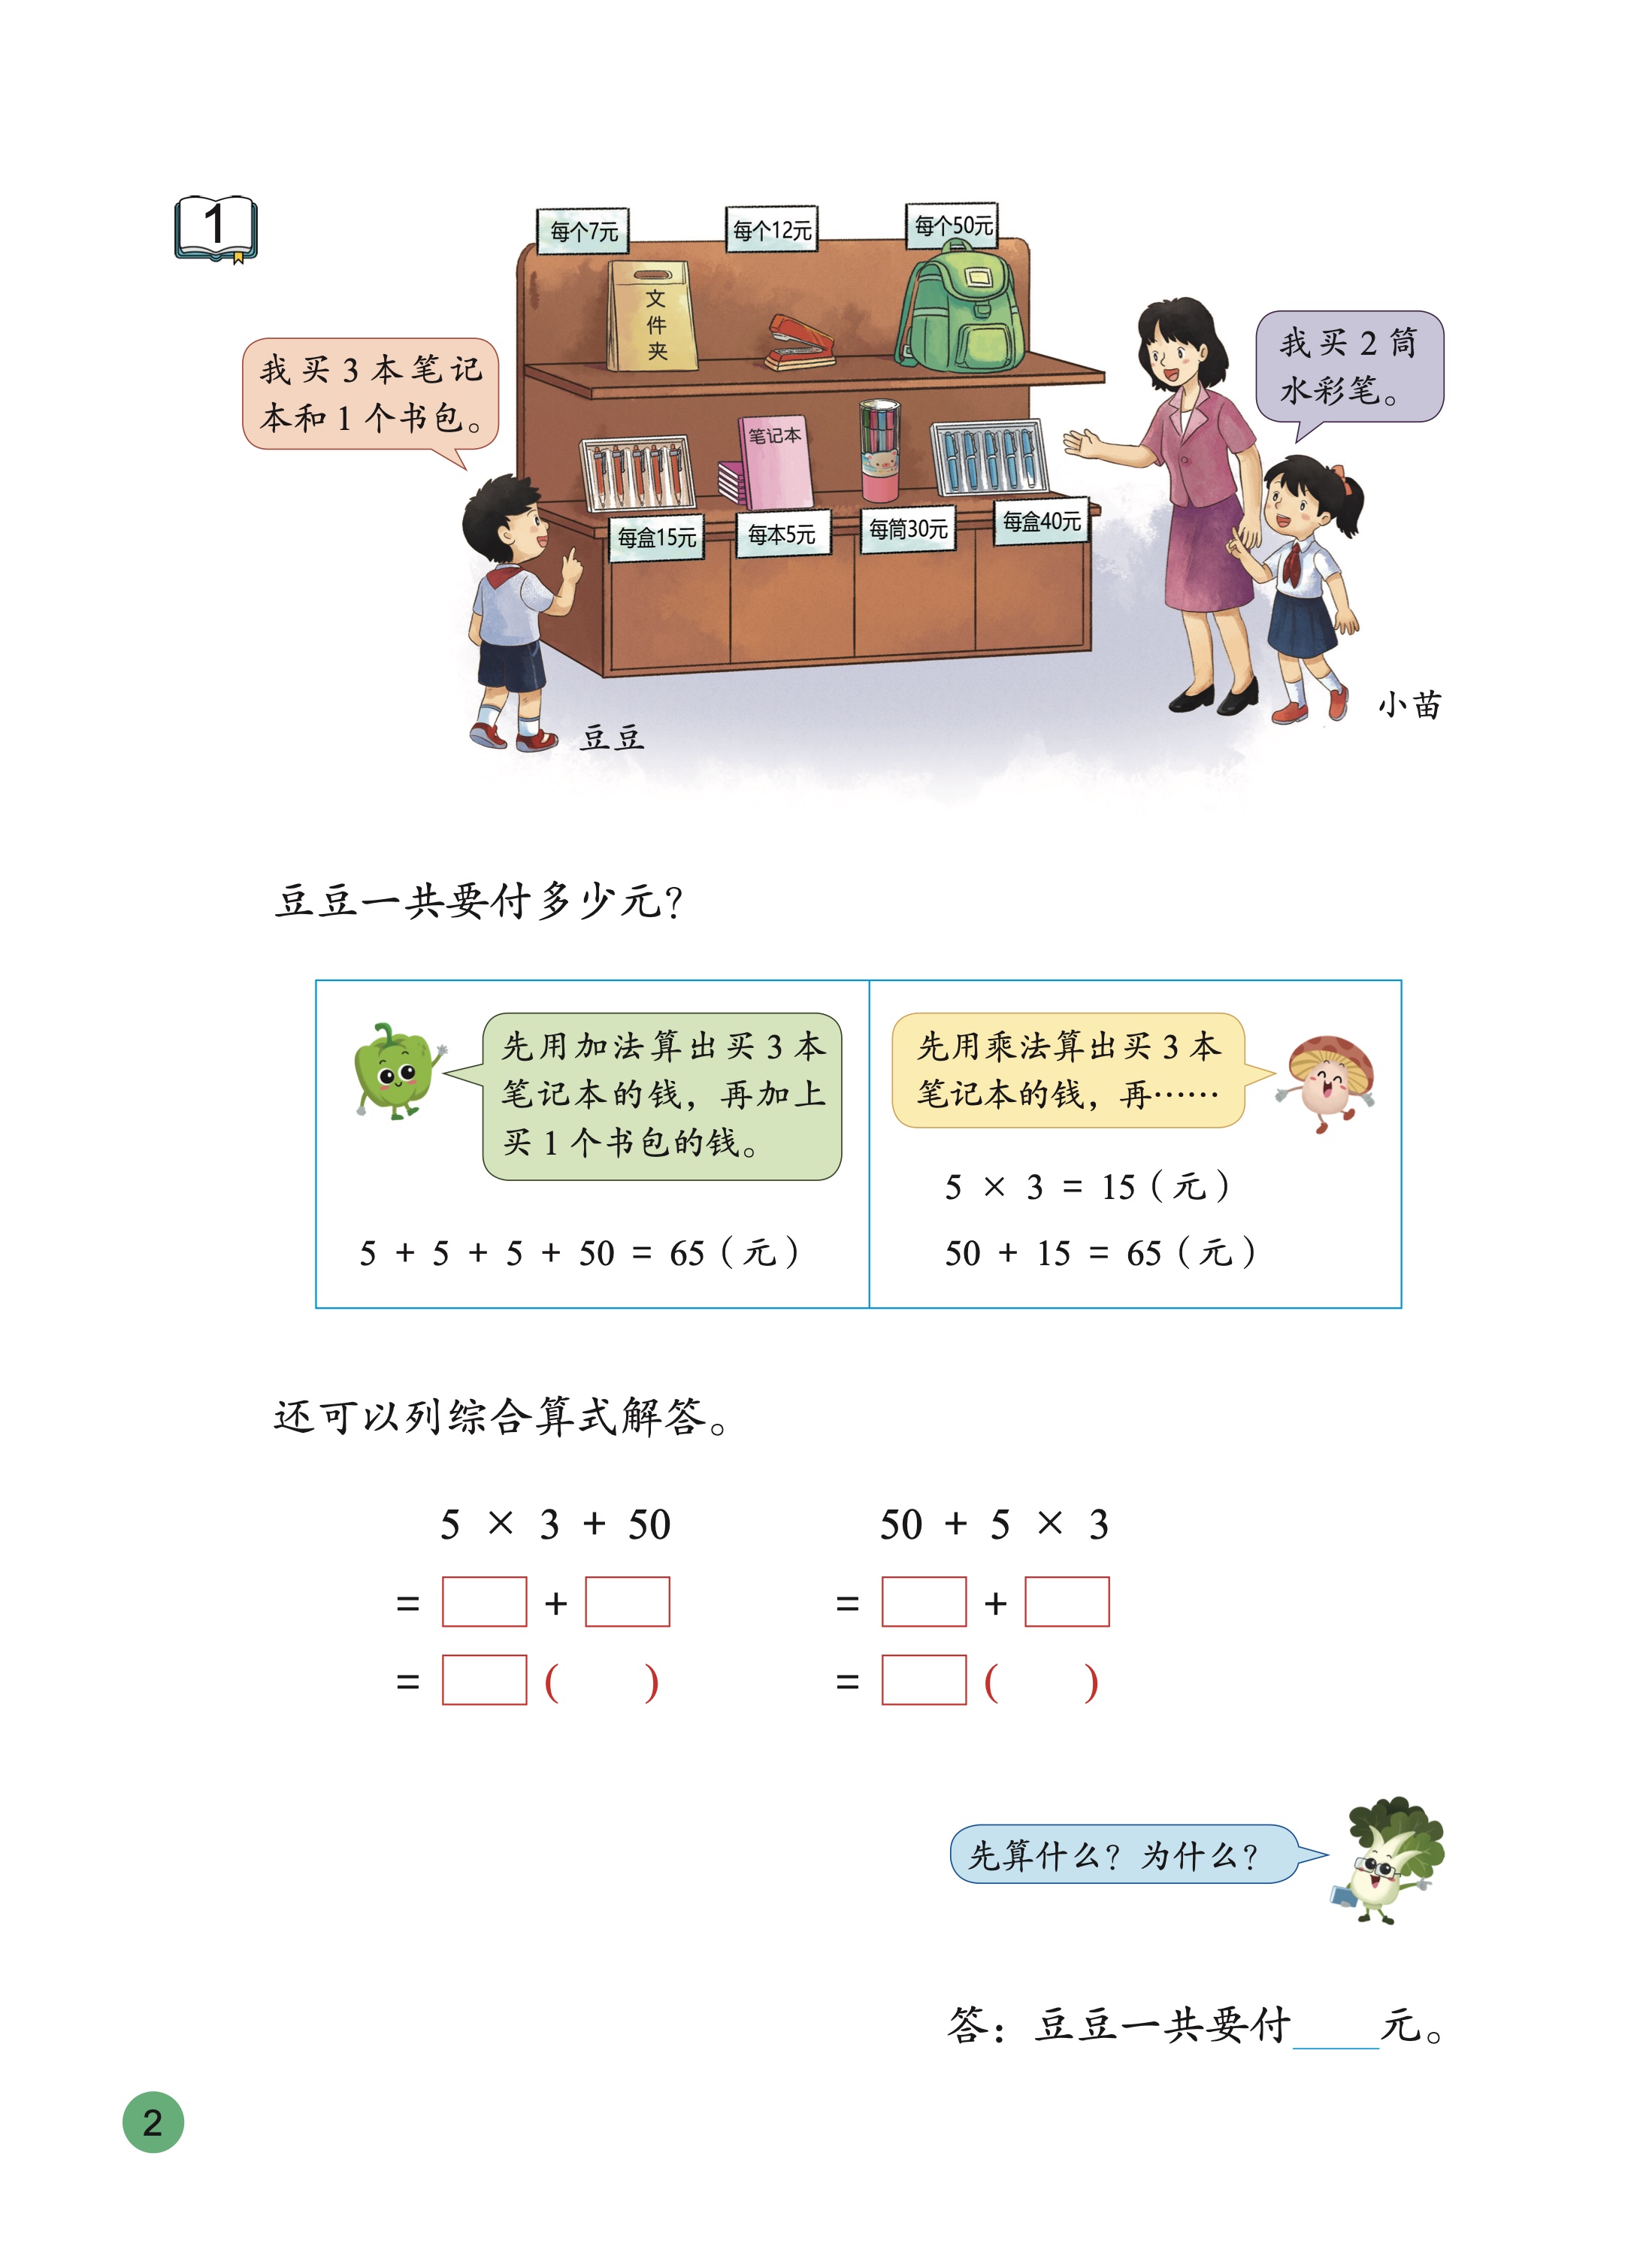 1
每个7元
每个12元
每个50元
文
件
夹
我买3本笔记
本和1个书包。
我买2筒
水彩笔。
笔记本
每盒15元
每本5元
每筒30元
每盒40元
豆豆
小苗
豆豆一共要付多少元?
先用加法算出买3本
笔记本的钱，再加上
买1个书包的钱。
5 + 5 + 5 + 50 = 65（元）
先用乘法算出买3本
笔记本的钱，再……
5 × 3 = 15（元）
50 + 15 = 65（元）
还可以列综合算式解答。
5 × 3 + 50
= +
= ( )
50 + 5 × 3
= +
= ( )
先算什么? 为什么?
答：豆豆一共要付____元。
2